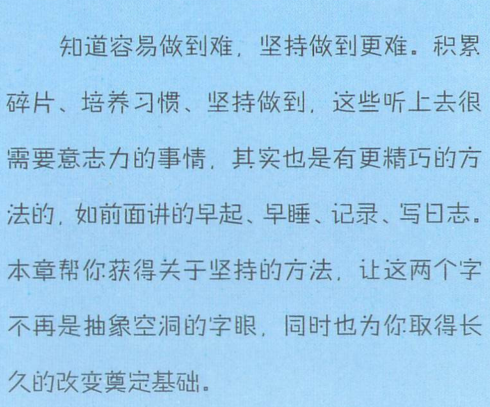 知道容易做到难，坚持做到更难。积累
碎片、培养习惯、坚持做到，这些听上去很
需要意志力的事情，其实也是有更精巧的方
法的，如前面讲的早起、早睡、记录、写日志。
本章帮你获得关于坚持的方法，让这两个字
不再是抽象空洞的字眼，同时也为你取得长
久的改变奠定基础。